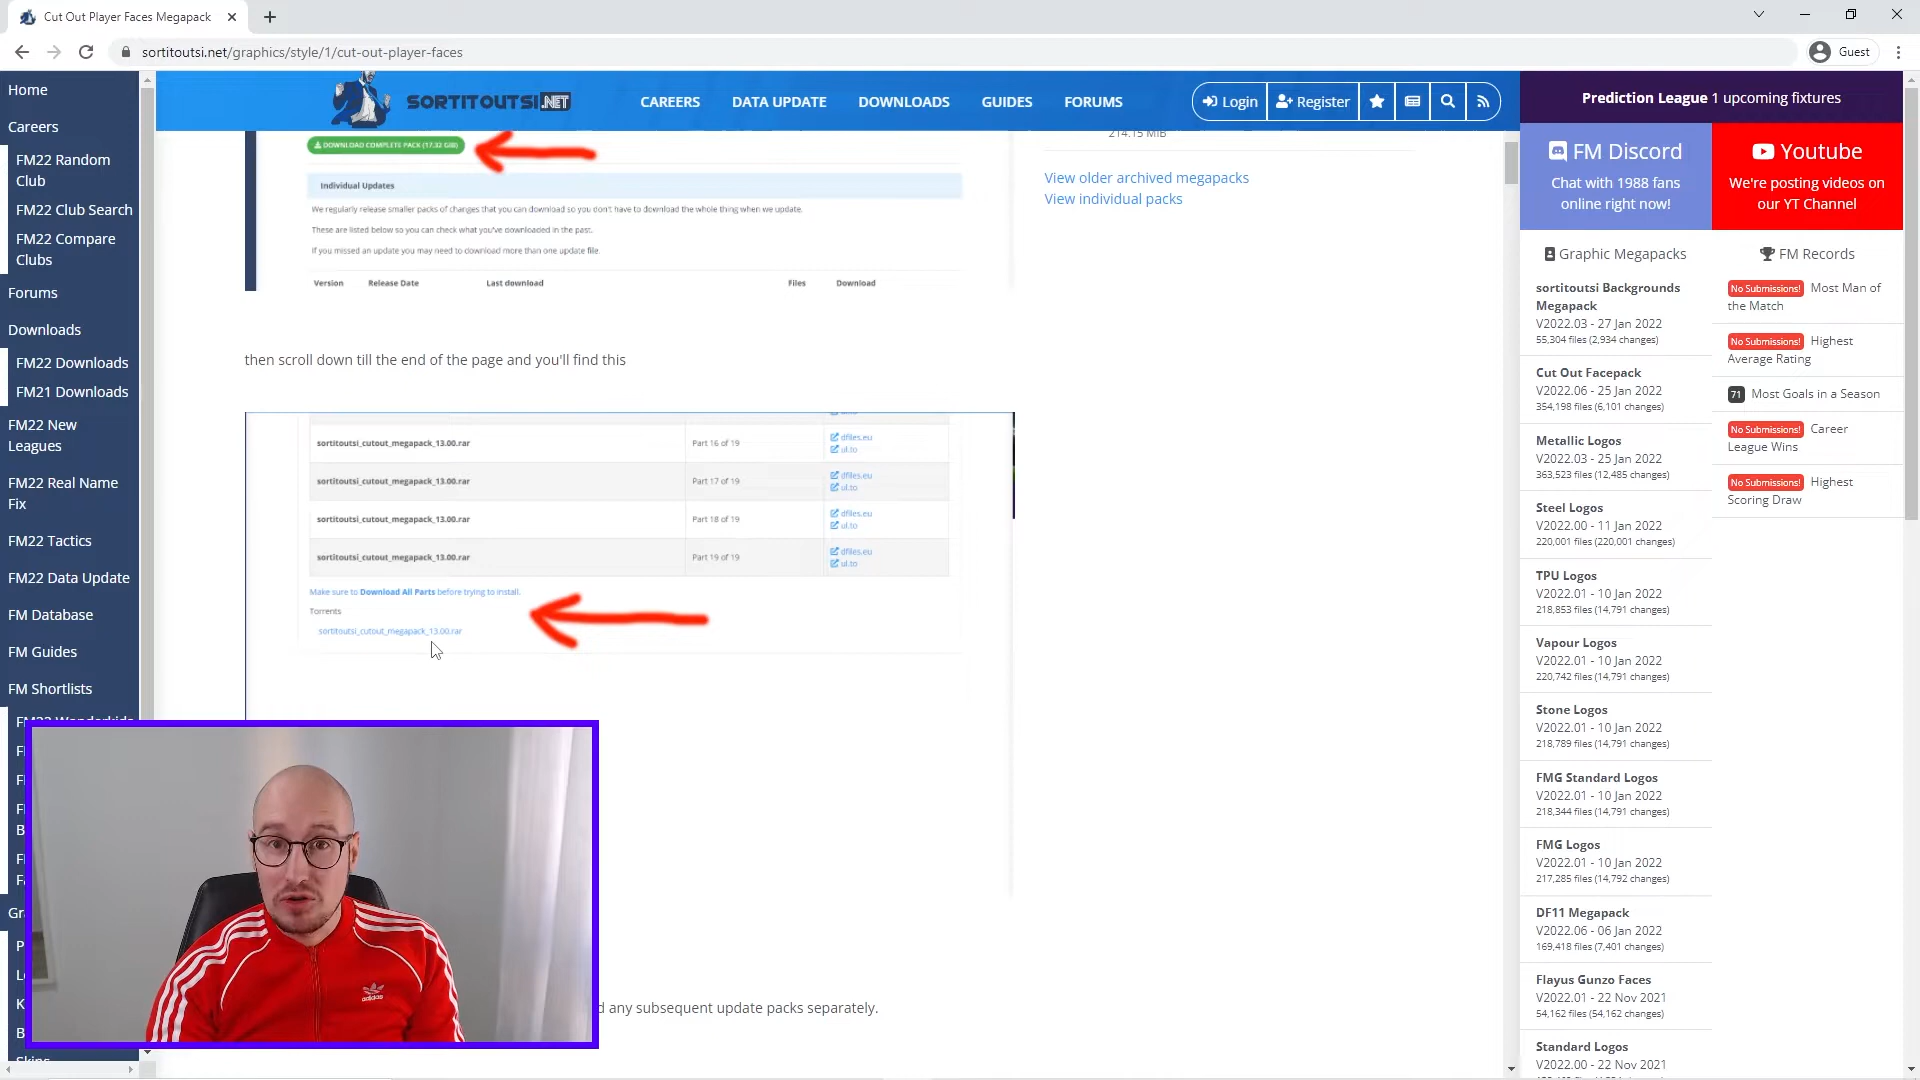 Cut Out Player Faces Megapack
sortitoutsi.net/graphics/style/1/cut-out-player-faces
Guest
Home
Careers
FM22 Random
Club
FM22 Club Search
FM22 Compare
Clubs
Forums
Downloads
FM22 Downloads
FM21 Downloads
FM22 New
Leagues
FM22 Real Name
Fix
FM22 Tactics
FM22 Data Update
FM Database
FM Guides
FM Shortlists
SORTITOUTSI.NET
CAREERS
DATA UPDATE
DOWNLOADS
GUIDES
FORUMS
Login
Register
DOWNLOAD COMPLETE PACK (17.32 GIB)
Individual Updates
We regularly release smaller packs of changes that you can download so you don't have to download the whole thing when we update.
These are listed below so you can check what you've downloaded in the past.
If you missed an update you may need to download more than one update file.
Version Release Date Last download Files Download
then scroll down till the end of the page and you'll find this
sortitoutsi_cutout_megapack_13.00.rar Part 16 of 19 dfiles.eu
ul.to
sortitoutsi_cutout_megapack_13.00.rar Part 17 of 19 dfiles.eu
ul.to
sortitoutsi_cutout_megapack_13.00.rar Part 18 of 19 dfiles.eu
ul.to
sortitoutsi_cutout_megapack_13.00.rar Part 19 of 19 dfiles.eu
ul.to
Make sure to Download All Parts before trying to install.
Torrents
sortitoutsi_cutout_megapack_13.00.rar
adidas
any subsequent update packs separately.
214.15 MiB
View older archived megapacks
View individual packs
Prediction League 1 upcoming fixtures
FM Discord
Chat with 1988 fans
online right now!
Youtube
We're posting videos on
our YT Channel
Graphic Megapacks
sortitoutsi Backgrounds
Megapack
V2022.03 - 27 Jan 2022
55,304 files (2,934 changes)
Cut Out Facepack
V2022.06 - 25 Jan 2022
354,198 files (6,101 changes)
Metallic Logos
V2022.03 - 25 Jan 2022
363,523 files (12,485 changes)
Steel Logos
V2022.00 - 11 Jan 2022
220,001 files (220,001 changes)
TPU Logos
V2022.01 - 10 Jan 2022
218,853 files (14,791 changes)
Vapour Logos
V2022.01 - 10 Jan 2022
220,742 files (14,791 changes)
Stone Logos
V2022.01 - 10 Jan 2022
218,789 files (14,791 changes)
FMG Standard Logos
V2022.01 - 10 Jan 2022
218,344 files (14,791 changes)
FMG Logos
V2022.01 - 10 Jan 2022
217,285 files (14,792 changes)
DF11 Megapack
V2022.06 - 06 Jan 2022
169,418 files (7,401 changes)
Flayus Gunzo Faces
V2022.01 - 22 Nov 2021
54,162 files (54,162 changes)
Standard Logos
V2022.00 - 22 Nov 2021
FM Records
No Submissions! Most Man of
the Match
No Submissions! Highest
Average Rating
71 Most Goals in a Season
No Submissions! Career
League Wins
No Submissions! Highest
Scoring Draw